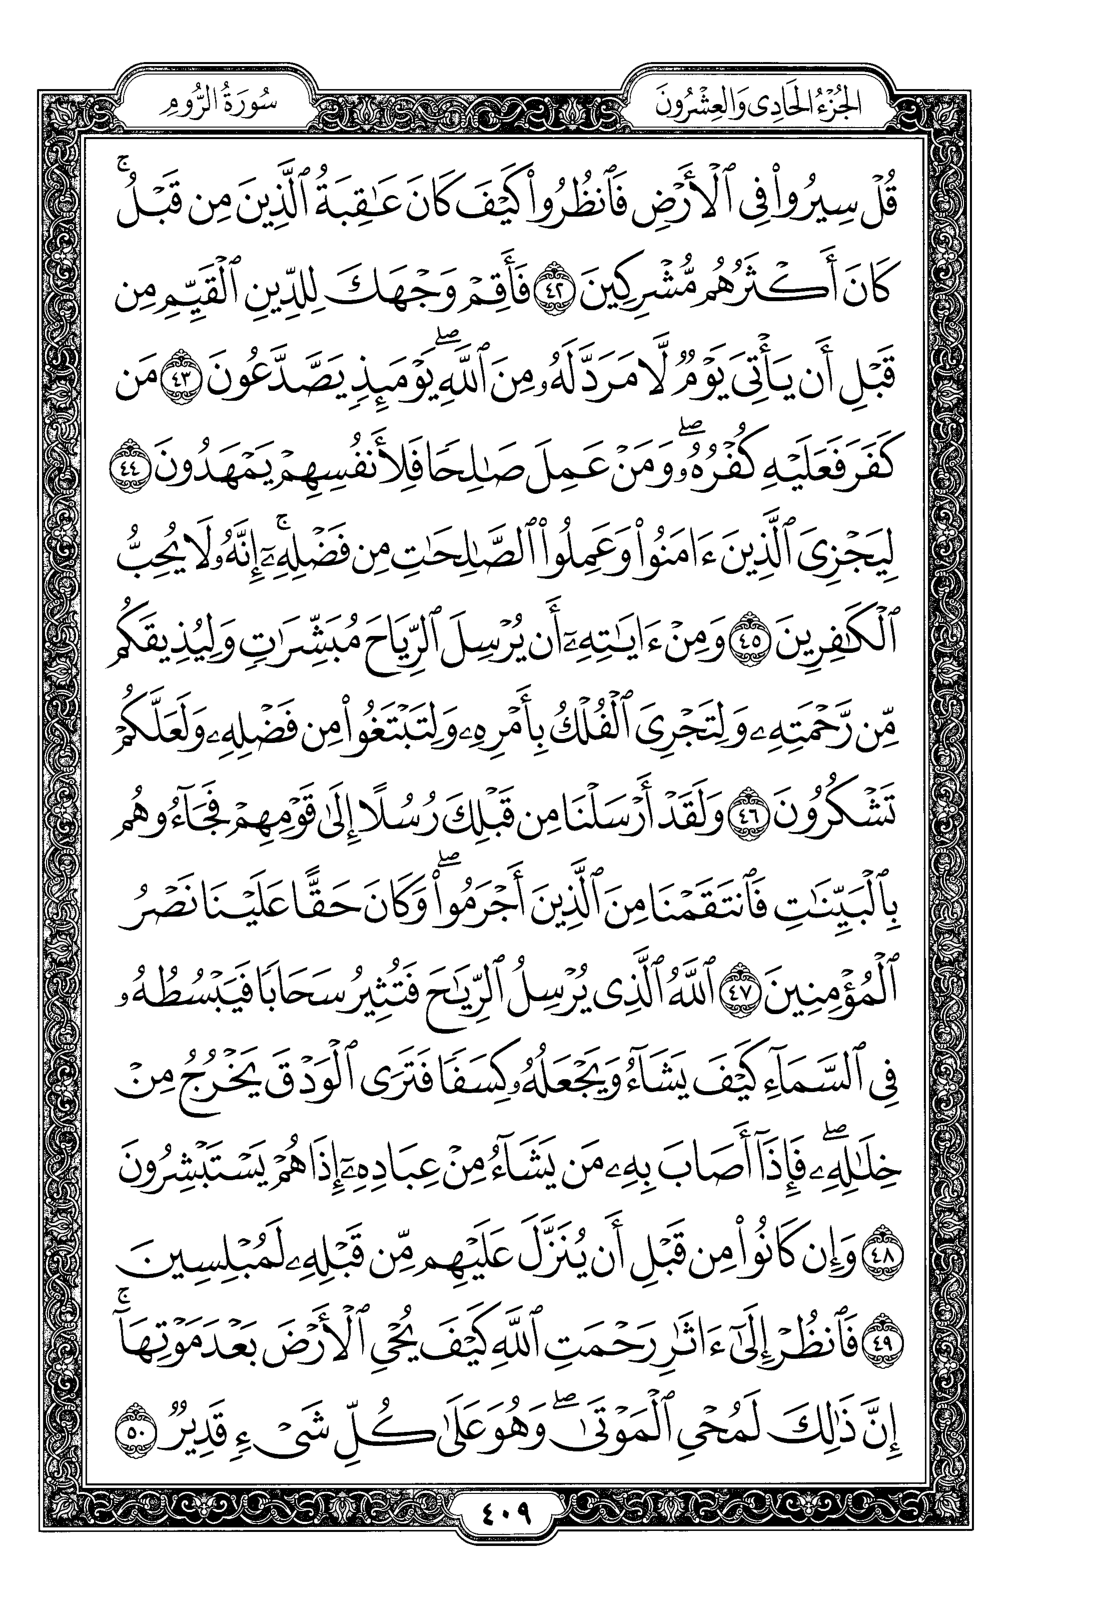 الجُزْءُ الحَادِى وَالعِشْرُونَ
سُورَةُ الرُّومِ
قُلْ سِيرُوا۟ فِى ٱلْأَرْضِ فَٱنظُرُوا۟ كَيْفَ كَانَ عَـٰقِبَةُ ٱلَّذِينَ مِن قَبْلُ ۚ
كَانَ أَكْثَرُهُم مُّشْرِكِينَ ٤٢ فَأَقِمْ وَجْهَكَ لِلدِّينِ ٱلْقَيِّمِ مِن
قَبْلِ أَن يَأْتِىَ يَوْمٌ لَّا مَرَدَّ لَهُۥ مِنَ ٱللَّهِ ۖ يَوْمَئِذٍ يَصَّدَّعُونَ ٤٣ مَن
كَفَرَ فَعَلَيْهِ كُفْرُهُۥ ۖ وَمَنْ عَمِلَ صَـٰلِحًا فَلِأَنفُسِهِمْ يَمْهَدُونَ ٤٤
لِيَجْزِىَ ٱلَّذِينَ ءَامَنُوا۟ وَعَمِلُوا۟ ٱلصَّـٰلِحَـٰتِ مِن فَضْلِهِۦٓ ۚ إِنَّهُۥ لَا يُحِبُّ
ٱلْكَـٰفِرِينَ ٤٥ وَمِنْ ءَايَـٰتِهِۦٓ أَن يُرْسِلَ ٱلرِّيَاحَ مُبَشِّرَٰتٍ وَلِيُذِيقَكُم
مِّن رَّحْمَتِهِۦ وَلِتَجْرِىَ ٱلْفُلْكُ بِأَمْرِهِۦ وَلِتَبْتَغُوا۟ مِن فَضْلِهِۦ وَلَعَلَّكُمْ
تَشْكُرُونَ ٤٦ وَلَقَدْ أَرْسَلْنَا مِن قَبْلِكَ رُسُلًا إِلَىٰ قَوْمِهِمْ فَجَآءُوهُم
بِٱلْبَيِّنَـٰتِ فَٱنتَقَمْنَا مِنَ ٱلَّذِينَ أَجْرَمُوا۟ ۖ وَكَانَ حَقًّا عَلَيْنَا نَصْرُ
ٱلْمُؤْمِنِينَ ٤٧ ٱللَّهُ ٱلَّذِى يُرْسِلُ ٱلرِّيَـٰحَ فَتُثِيرُ سَحَابًا فَيَبْسُطُهُۥ
فِى ٱلسَّمَآءِ كَيْفَ يَشَآءُ وَيَجْعَلُهُۥ كِسَفًا فَتَرَى ٱلْوَدْقَ يَخْرُجُ مِنْ
خِلَـٰلِهِۦ ۖ فَإِذَآ أَصَابَ بِهِۦ مَن يَشَآءُ مِنْ عِبَادِهِۦٓ إِذَا هُمْ يَسْتَبْشِرُونَ
٤٨ وَإِن كَانُوا۟ مِن قَبْلِ أَن يُنَزَّلَ عَلَيْهِم مِّن قَبْلِهِۦ لَمُبْلِسِينَ
٤٩ فَٱنظُرْ إِلَىٰٓ ءَاثَـٰرِ رَحْمَتِ ٱللَّهِ كَيْفَ يُحْىِ ٱلْأَرْضَ بَعْدَ مَوْتِهَآ ۚ
إِنَّ ذَٰلِكَ لَمُحْىِ ٱلْمَوْتَىٰ ۖ وَهُوَ عَلَىٰ كُلِّ شَىْءٍ قَدِيرٌ ٥٠
٤٠٩